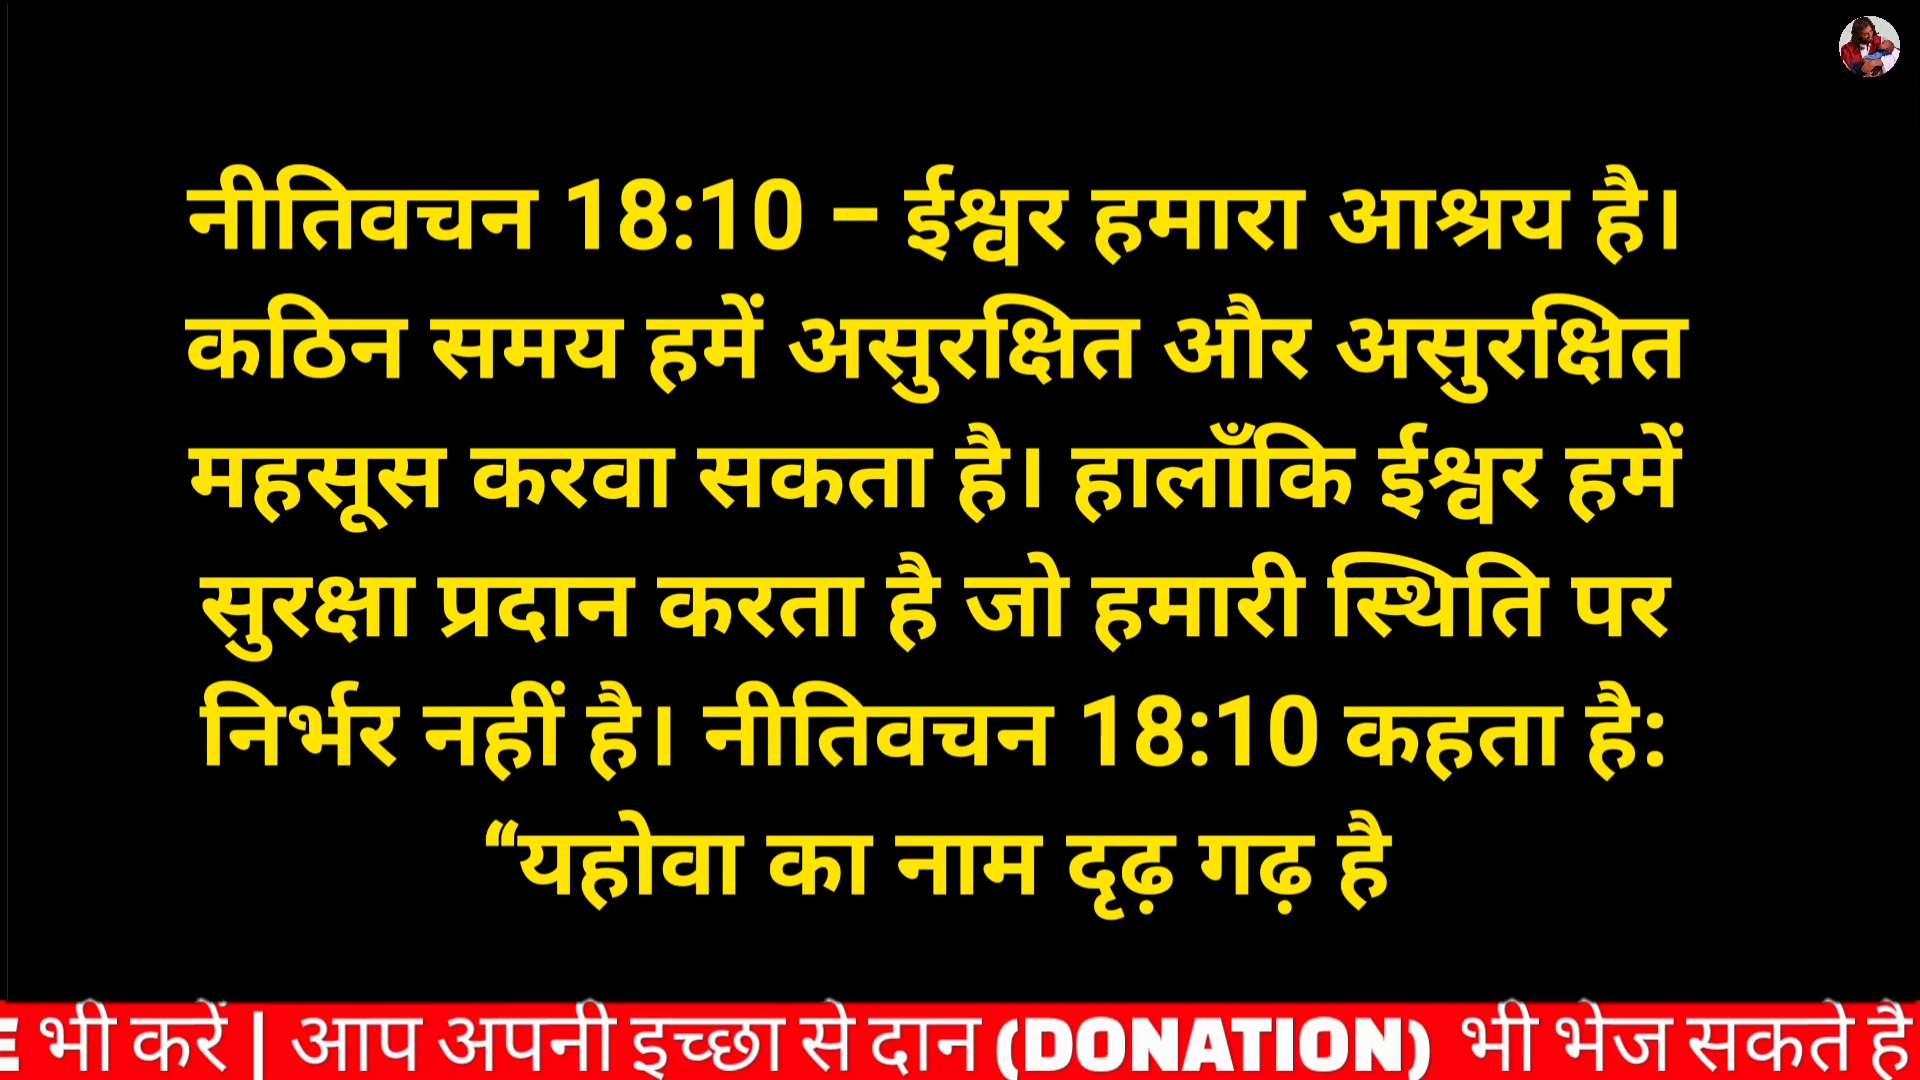 नीतिवचन 18:10 – ईश्वर हमारा आश्रय है।
कठिन समय हमें असुरक्षित और असुरक्षित
महसूस करवा सकता है। हालाँकि ईश्वर हमें
सुरक्षा प्रदान करता है जो हमारी स्थिति पर
निर्भर नहीं है। नीतिवचन 18:10 कहता है:
“यहोवा का नाम दृढ़ गढ़ है
भी करें | आप अपनी इच्छा से दान (DONATION) भी भेज सकते है